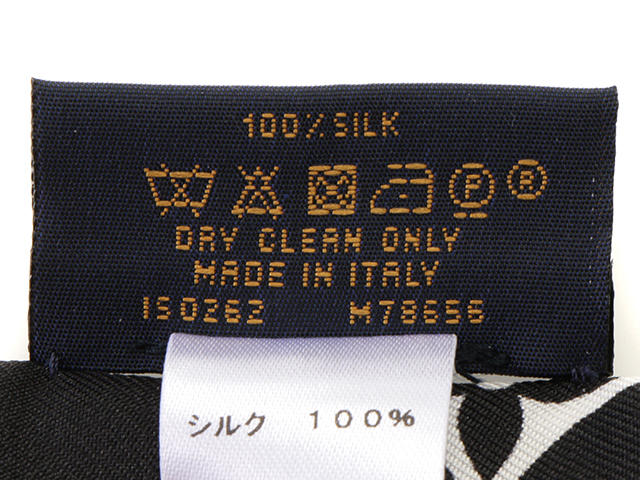 100%SILK
P R
DRY CLEAN ONLY
MADE IN ITALY
IS0262 M78656
シルク 100%